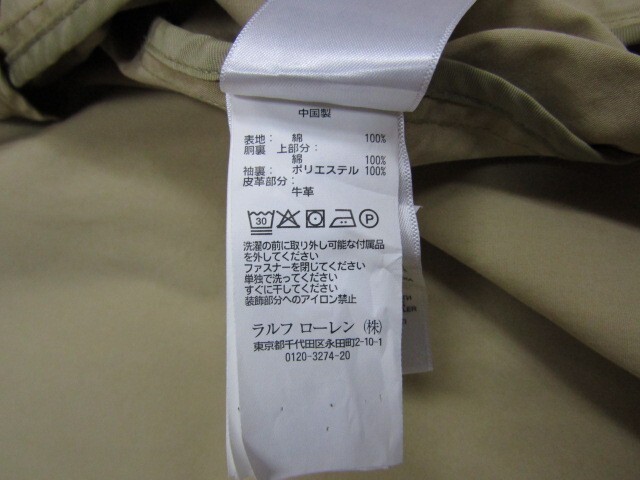 中国製
表地： 綿 100%
胴裏 上部分：
綿 100%
袖裏： ポリエステル 100%
皮革部分：
牛革
30 P
洗濯の前に取り外し可能な付属品
を外してください
ファスナーを閉じてください
単独で洗ってください
すぐに干してください
装飾部分へのアイロン禁止
ラルフ ローレン (株)
東京都千代田区永田町2-10-1
0120-3274-20